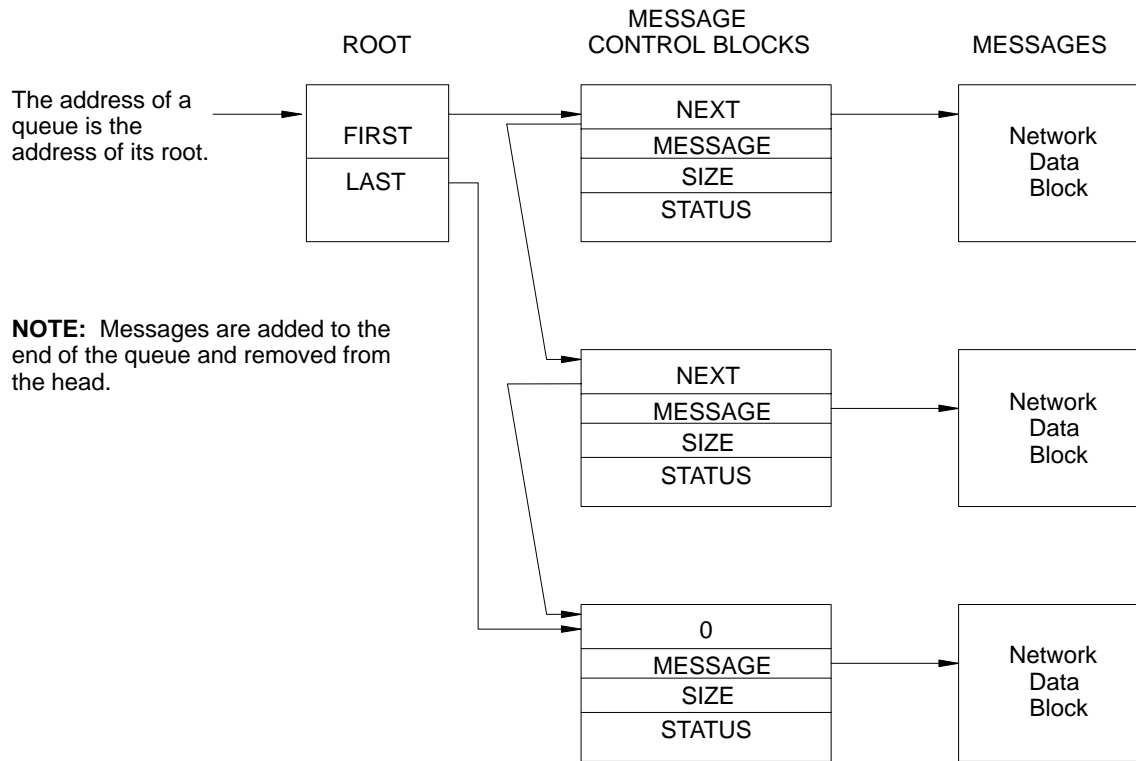 ROOT
MESSAGE
CONTROL BLOCKS
MESSAGES
The address of a
queue is the
address of its root.
FIRST
LAST
NEXT
MESSAGE
SIZE
STATUS
Network
Data
Block
NOTE: Messages are added to the
end of the queue and removed from
the head.
NEXT
MESSAGE
SIZE
STATUS
Network
Data
Block
0
MESSAGE
SIZE
STATUS
Network
Data
Block